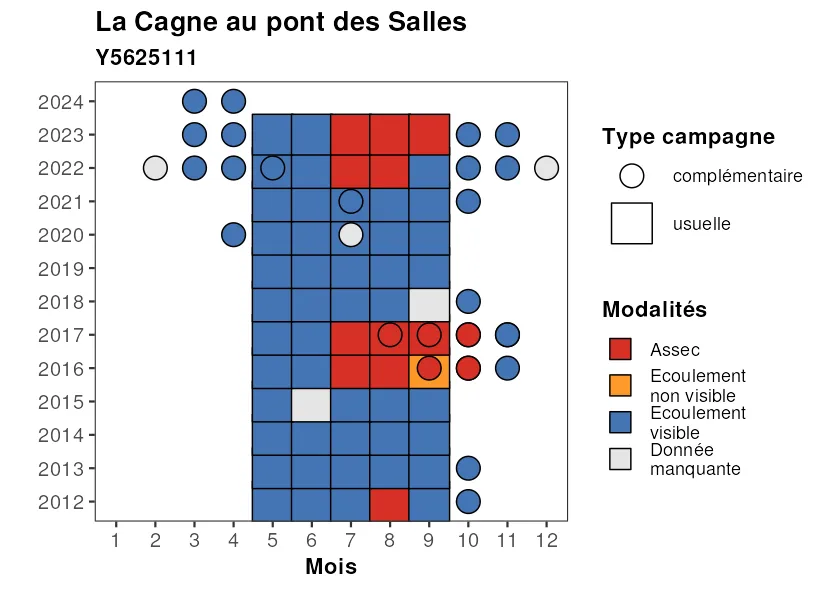 La Cagne au pont des Salles
Y5625111
2024
2023
2022
2021
2020
2019
2018
2017
2016
2015
2014
2013
2012
1 2 3 4 5 6 7 8 9 10 11 12
Mois
Type campagne
complémentaire
usuelle
Modalités
Assec
Ecoulement
non visible
Ecoulement
visible
Donnée
manquante